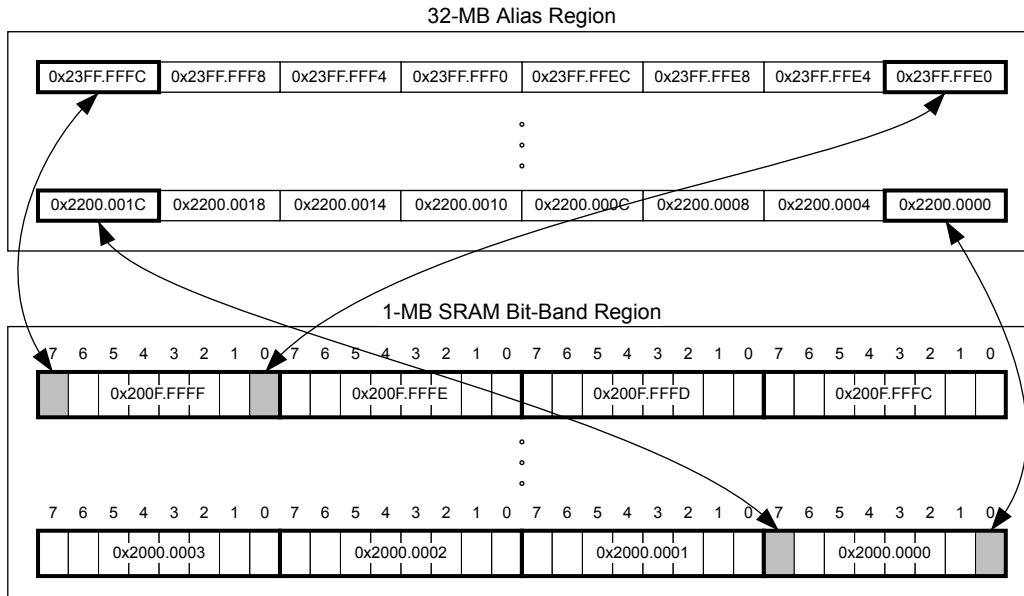 32-MB Alias Region
0x23FF.FFFC 0x23FF.FFF8 0x23FF.FFF4 0x23FF.FFF0 0x23FF.FFEC 0x23FF.FFE8 0x23FF.FFE4 0x23FF.FFE0
0x2200.001C 0x2200.0018 0x2200.0014 0x2200.0010 0x2200.000C 0x2200.0008 0x2200.0004 0x2200.0000
1-MB SRAM Bit-Band Region
7 6 5 4 3 2 1 0 7 6 5 4 3 2 1 0 7 6 5 4 3 2 1 0 7 6 5 4 3 2 1 0
0x200F.FFFF 0x200F.FFFE 0x200F.FFFD 0x200F.FFFC
7 6 5 4 3 2 1 0 7 6 5 4 3 2 1 0 7 6 5 4 3 2 1 0 7 6 5 4 3 2 1 0
0x2000.0003 0x2000.0002 0x2000.0001 0x2000.0000